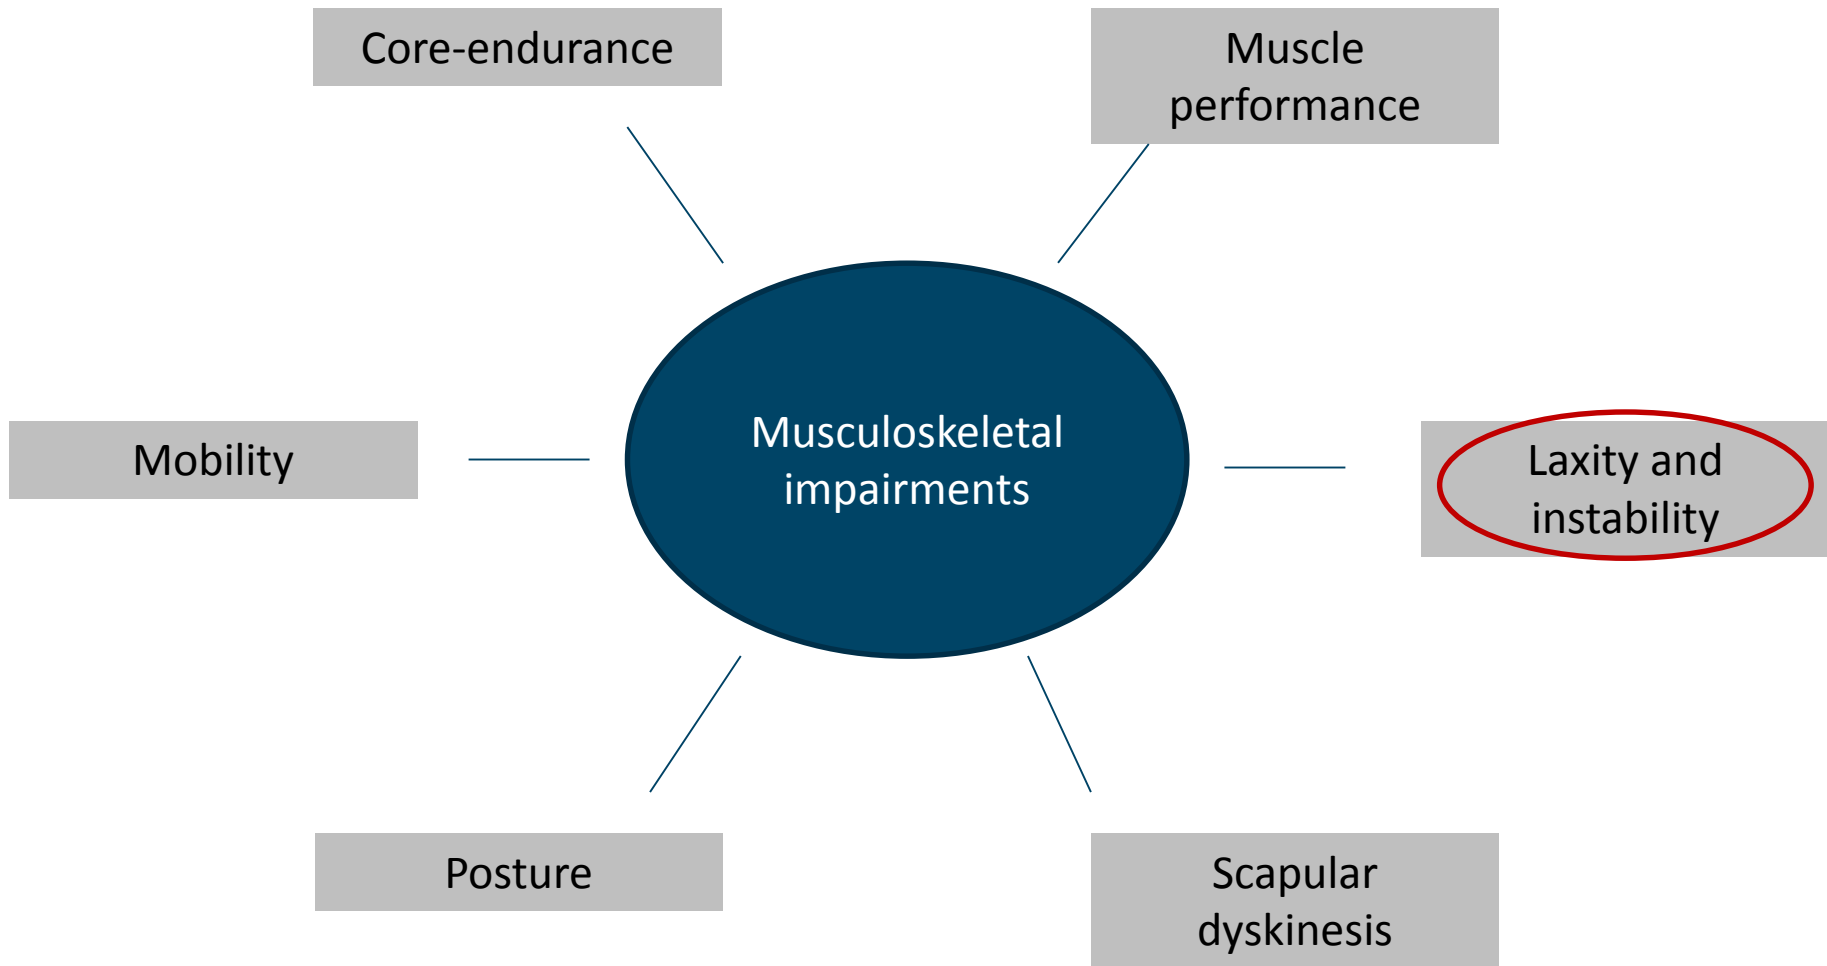 Core-endurance
Muscle
performance
Musculoskeletal
impairments
Mobility
Laxity and
instability
Posture
Scapular
dyskinesis